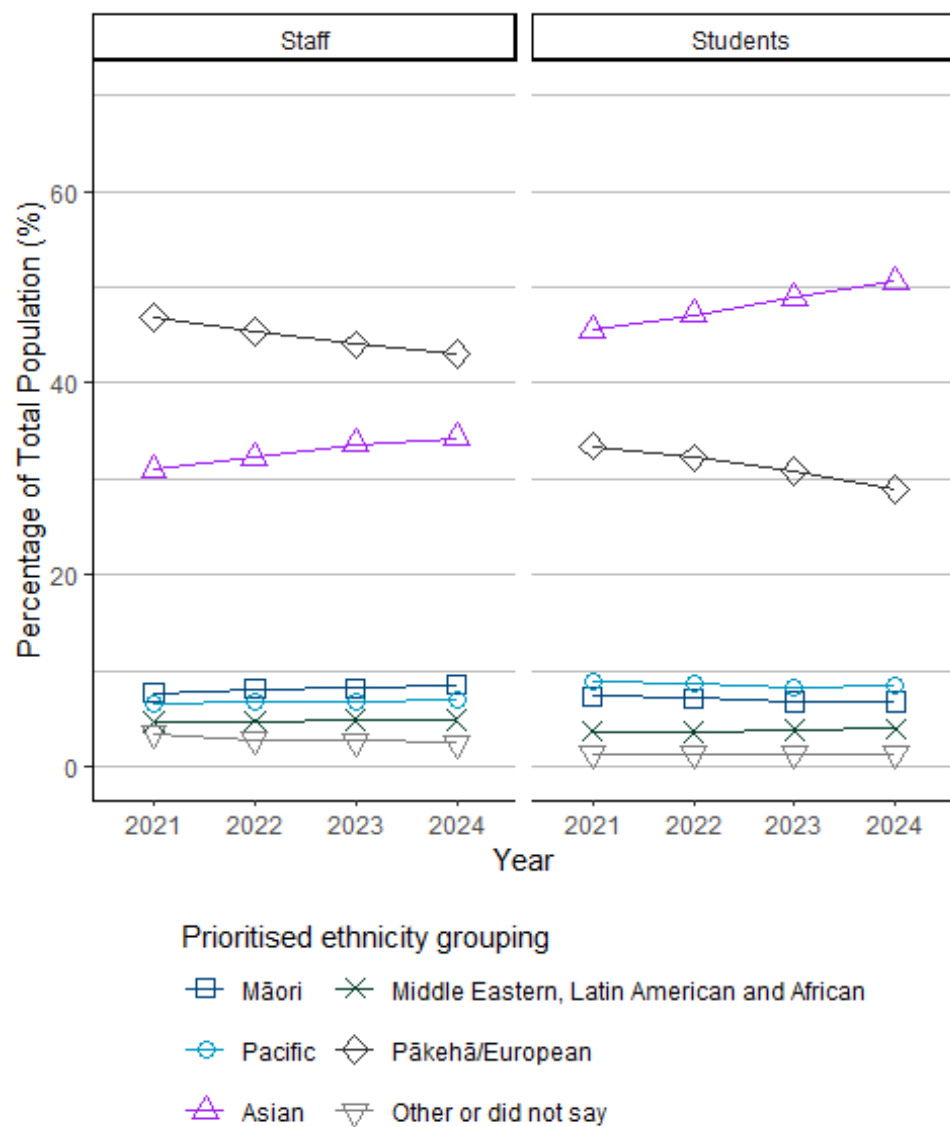 Staff
Students
Percentage of Total Population (%)
60
40
20
0
2021 2022 2023 2024
2021 2022 2023 2024
Year
Prioritised ethnicity grouping
Māori
Middle Eastern, Latin American and African
Pacific
Pākehā/European
Asian
Other or did not say